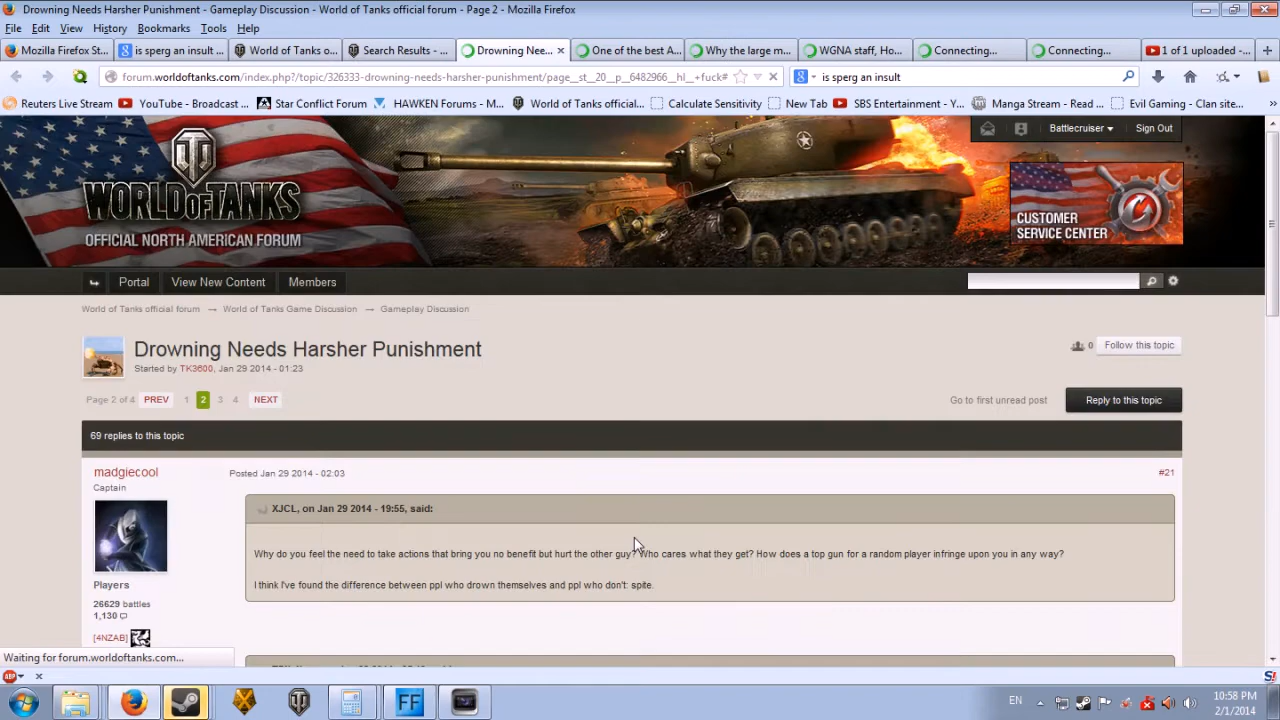 Drowning Needs Harsher Punishment - Gameplay Discussion - World of Tanks official forum - Page 2 - Mozilla Firefox
File Edit View History Bookmarks Tools Help
Mozilla Firefox St... is sperg an insult ... World of Tanks o... Search Results - ... Drowning Nee... One of the best A... Why the large m... WGNA staff, Ho... Connecting... Connecting... 1 of 1 uploaded -...
forum.worldoftanks.com/index.php?/topic/326333-drowning-needs-harsher-punishment/page__st__20__p__6482966__hl__+fuck# is sperg an insult
Reuters Live Stream YouTube - Broadcast ... Star Conflict Forum HAWKEN Forums - M... World of Tanks official... Calculate Sensitivity New Tab SBS Entertainment - Y... Manga Stream - Read ... Evil Gaming - Clan site...
Battlecruiser Sign Out
WORLD OF TANKS
OFFICIAL NORTH AMERICAN FORUM
CUSTOMER
SERVICE CENTER
Portal View New Content Members
World of Tanks official forum → World of Tanks Game Discussion → Gameplay Discussion
Drowning Needs Harsher Punishment
Started by TK3600, Jan 29 2014 - 01:23
0 Follow this topic
Page 2 of 4 PREV 1 2 3 4 NEXT
Go to first unread post Reply to this topic
69 replies to this topic
madgiecool
Posted Jan 29 2014 - 02:03
#21
Captain
XJCL, on Jan 29 2014 - 19:55, said:
Why do you feel the need to take actions that bring you no benefit but hurt the other guy? Who cares what they get? How does a top gun for a random player infringe upon you in any way?
I think I've found the difference between ppl who drown themselves and ppl who don't: spite.
Players
26629 battles
1,130
[4NZAB]
Waiting for forum.worldoftanks.com...
ABP
S!
FF
EN
10:58 PM
2/1/2014